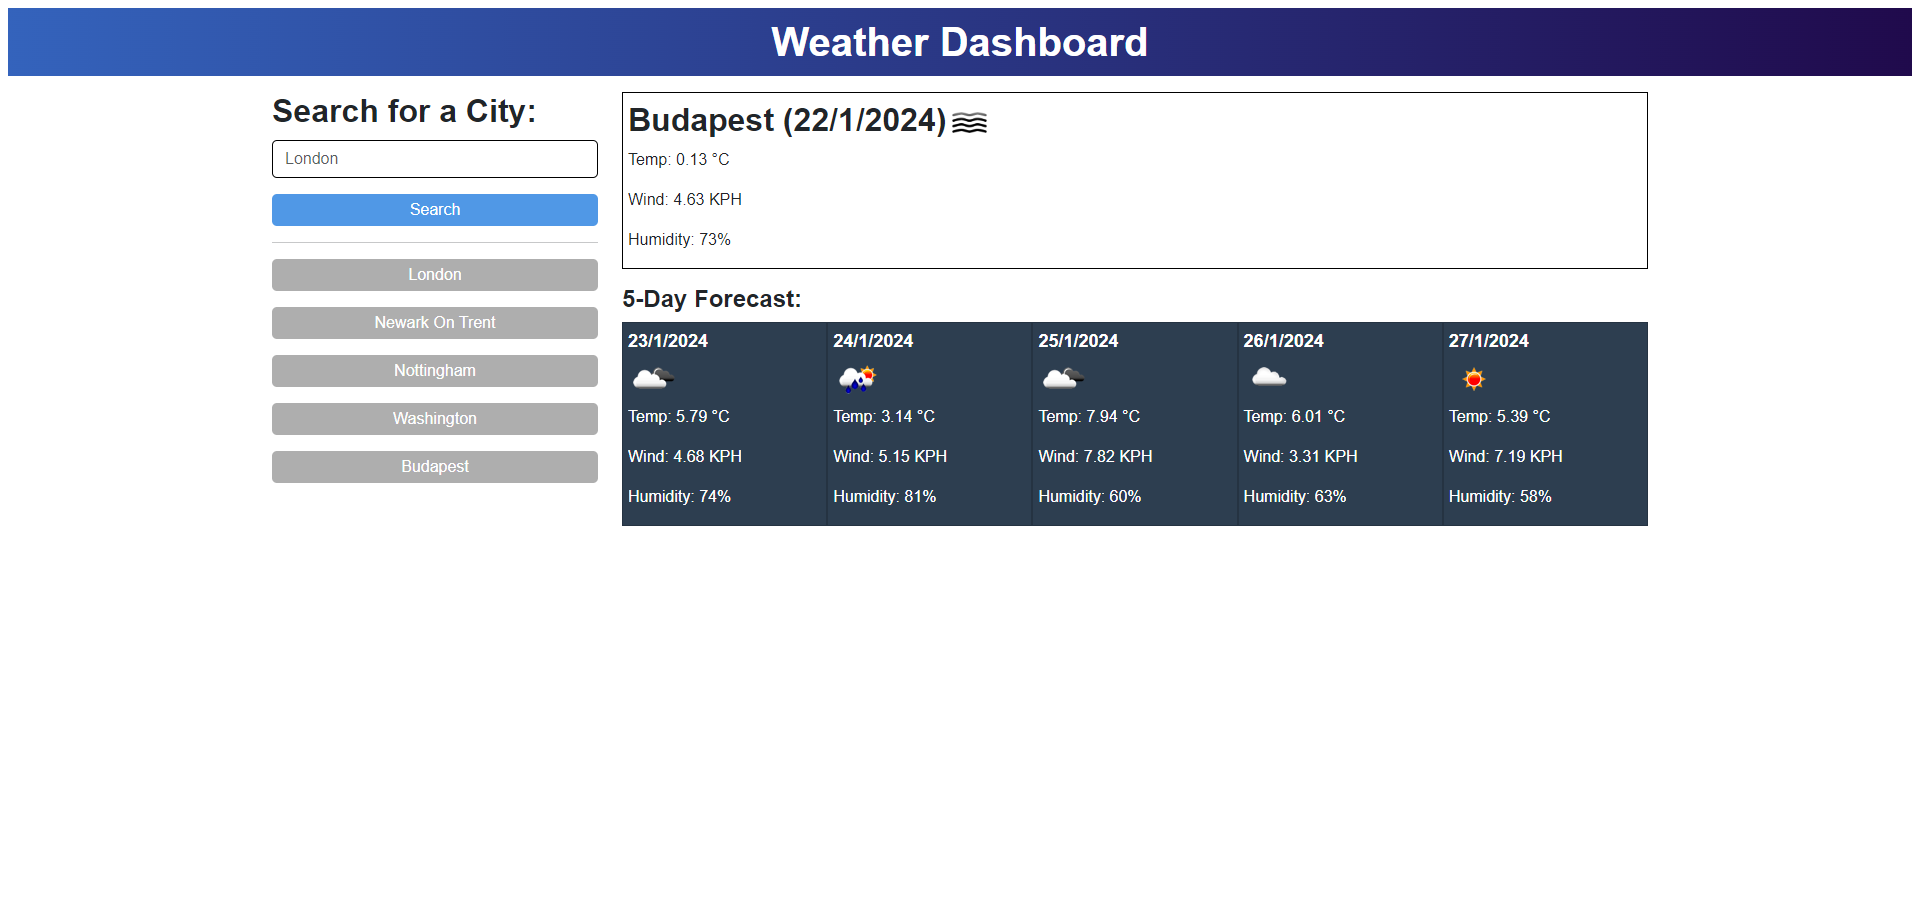 Weather Dashboard
Search for a City:
London
Search
London
Newark On Trent
Nottingham
Washington
Budapest
Budapest (22/1/2024)
Temp: 0.13 °C
Wind: 4.63 KPH
Humidity: 73%
5-Day Forecast:
23/1/2024
Temp: 5.79 °C
Wind: 4.68 KPH
Humidity: 74%
24/1/2024
Temp: 3.14 °C
Wind: 5.15 KPH
Humidity: 81%
25/1/2024
Temp: 7.94 °C
Wind: 7.82 KPH
Humidity: 60%
26/1/2024
Temp: 6.01 °C
Wind: 3.31 KPH
Humidity: 63%
27/1/2024
Temp: 5.39 °C
Wind: 7.19 KPH
Humidity: 58%